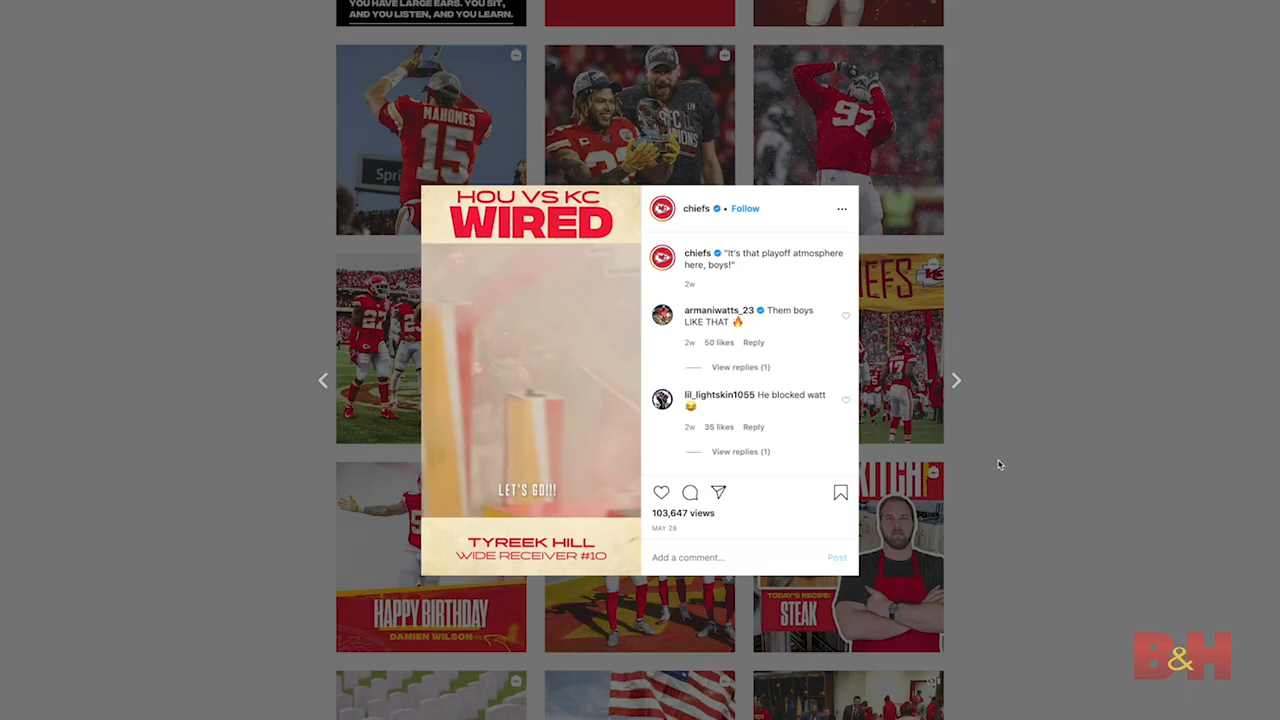 YOU HAVE LARGE EARS. YOU SIT,
AND YOU LISTEN, AND YOU LEARN.
MAHOMES
15
97
HOU VS KC
WIRED
LET'S GO!!!
TYREEK HILL
WIDE RECEIVER #10
chiefs • Follow
chiefs "It's that playoff atmosphere
here, boys!"
2w
armaniwatts_23 Them boys
LIKE THAT 🔥
2w 50 likes Reply
View replies (1)
lil_lightskin1055 He blocked watt
😂
2w 35 likes Reply
View replies (1)
103,647 views
MAY 28
Add a comment... Post
27
IEFS
17
HAPPY BIRTHDAY
DAMIEN WILSON
KITCH
TODAY'S RECIPE:
STEAK
B&H